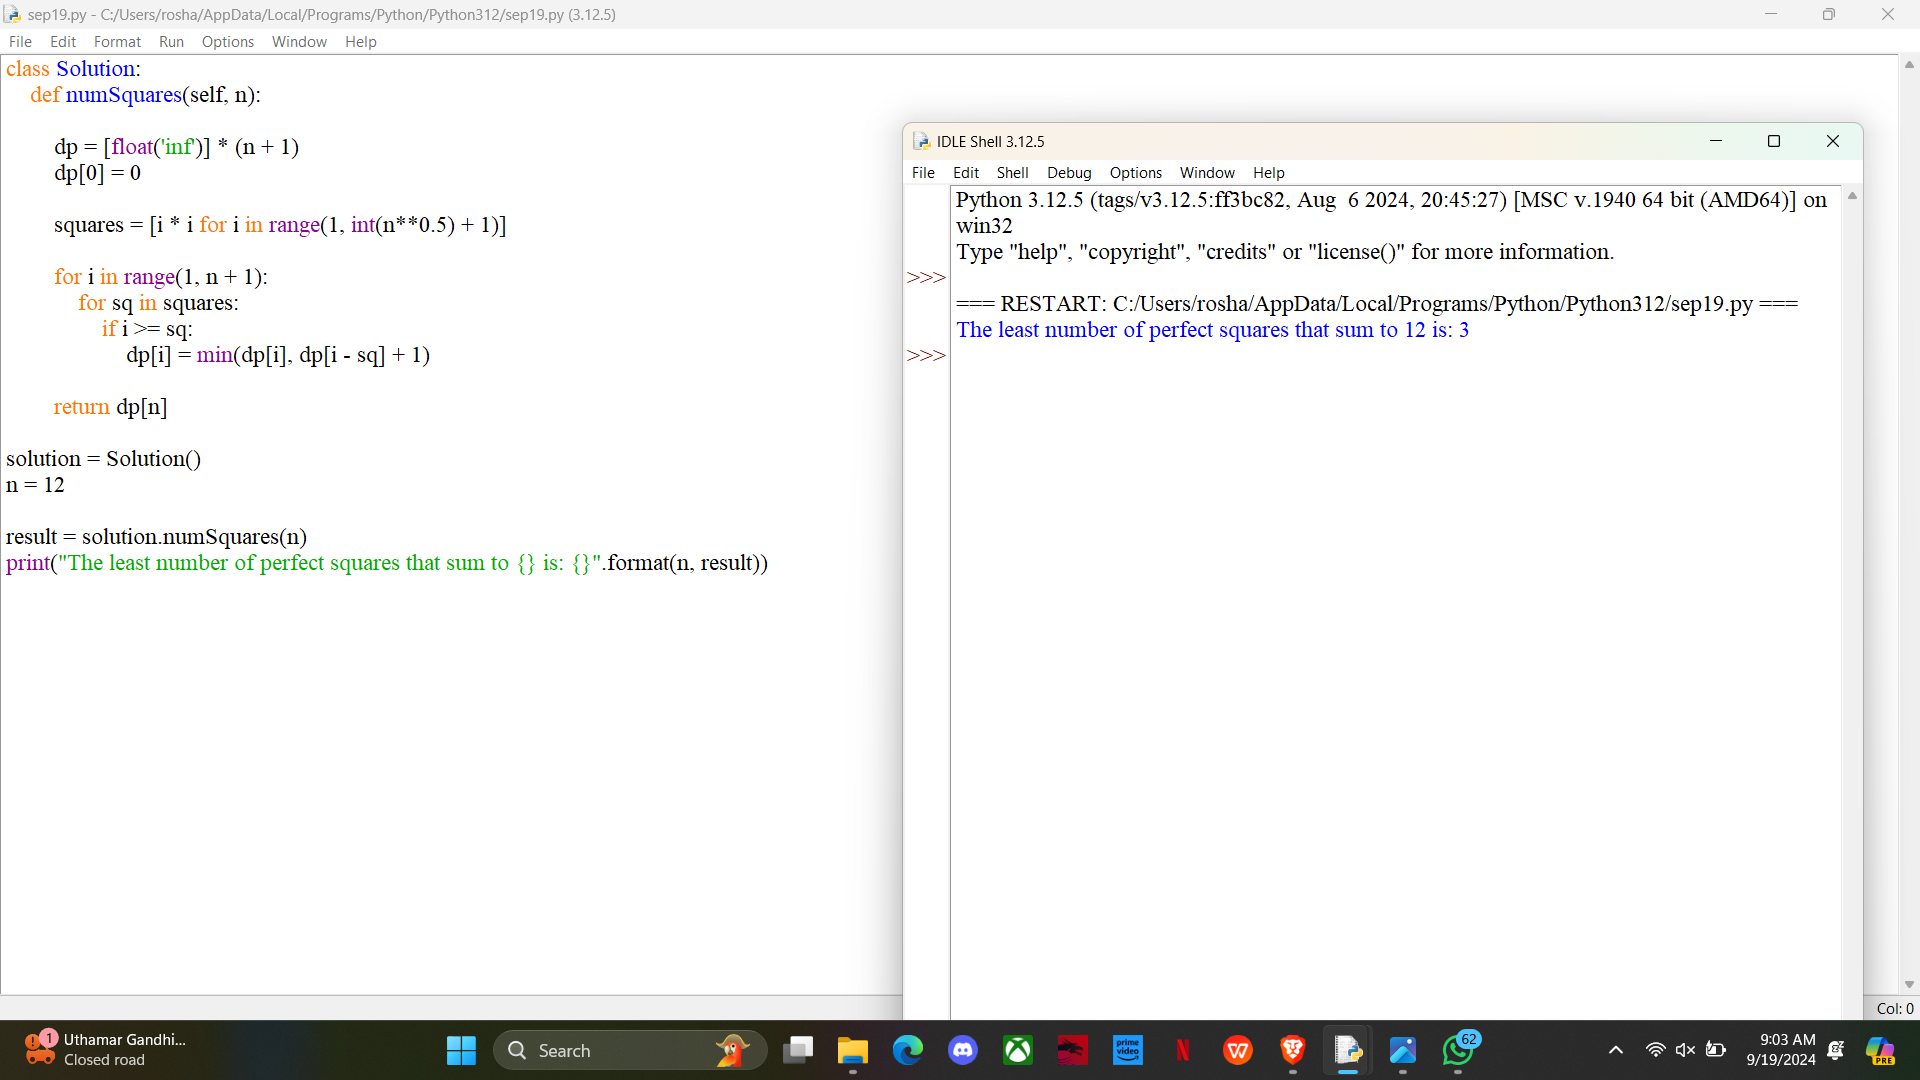 sep19.py - C:/Users/rosha/AppData/Local/Programs/Python/Python312/sep19.py (3.12.5)
File Edit Format Run Options Window Help
class Solution:
    def numSquares(self, n):
        dp = [float('inf')] * (n + 1)
        dp[0] = 0
        squares = [i * i for i in range(1, int(n**0.5) + 1)]
        for i in range(1, n + 1):
            for sq in squares:
                if i >= sq:
                    dp[i] = min(dp[i], dp[i - sq] + 1)
        return dp[n]
solution = Solution()
n = 12
result = solution.numSquares(n)
print("The least number of perfect squares that sum to {} is: {}".format(n, result))
IDLE Shell 3.12.5
File Edit Shell Debug Options Window Help
Python 3.12.5 (tags/v3.12.5:ff3bc82, Aug  6 2024, 20:45:27) [MSC v.1940 64 bit (AMD64)] on
win32
Type "help", "copyright", "credits" or "license()" for more information.
>>>
=== RESTART: C:/Users/rosha/AppData/Local/Programs/Python/Python312/sep19.py ===
The least number of perfect squares that sum to 12 is: 3
>>>
Col: 0
1
Uthamar Gandhi...
Closed road
Search
prime video
N
W
62
9:03 AM
9/19/2024
PRE